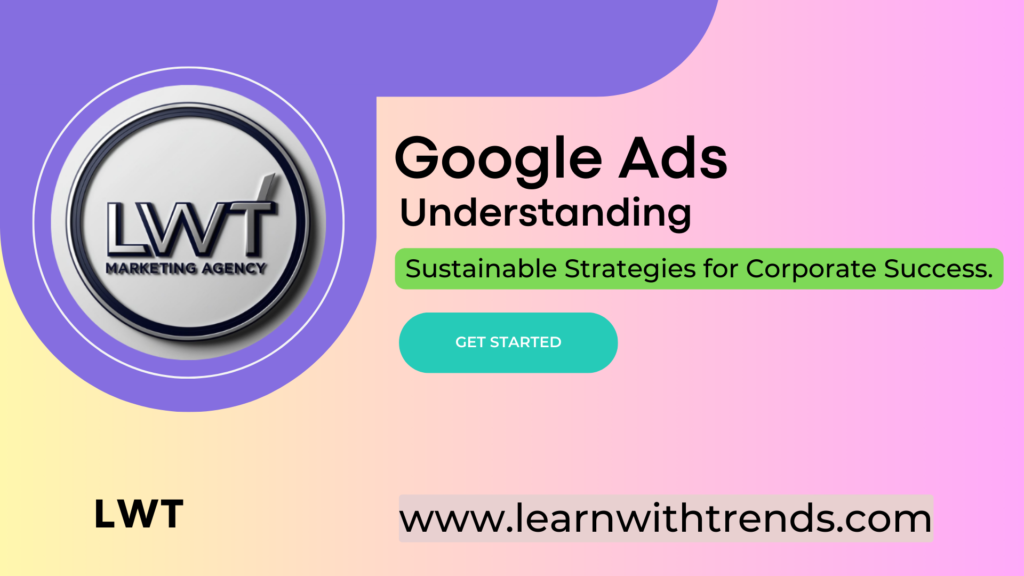 LWT
MARKETING AGENCY
Google Ads
Understanding
Sustainable Strategies for Corporate Success.
GET STARTED
LWT
www.learnwithtrends.com